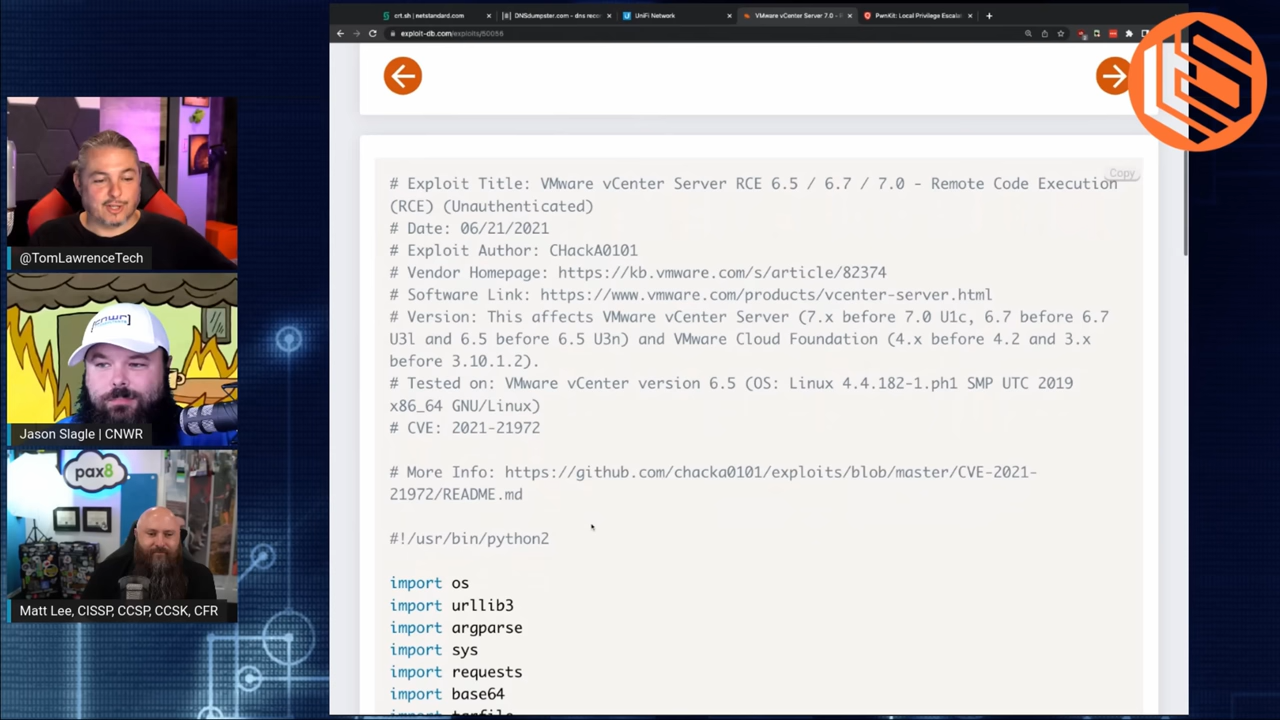 crt.sh | netstandard.com
DNSdumpster.com - dns reco
UniFi Network
VMware vCenter Server 7.0 - R
PwnKit: Local Privilege Escalat
exploit-db.com/exploits/50056
Copy
# Exploit Title: VMware vCenter Server RCE 6.5 / 6.7 / 7.0 - Remote Code Execution
(RCE) (Unauthenticated)
# Date: 06/21/2021
# Exploit Author: CHackA0101
# Vendor Homepage: https://kb.vmware.com/s/article/82374
# Software Link: https://www.vmware.com/products/vcenter-server.html
# Version: This affects VMware vCenter Server (7.x before 7.0 U1c, 6.7 before 6.7
U3l and 6.5 before 6.5 U3n) and VMware Cloud Foundation (4.x before 4.2 and 3.x
before 3.10.1.2).
# Tested on: VMware vCenter version 6.5 (OS: Linux 4.4.182-1.ph1 SMP UTC 2019
x86_64 GNU/Linux)
# CVE: 2021-21972
# More Info: https://github.com/chacka0101/exploits/blob/master/CVE-2021-
21972/README.md
#!/usr/bin/python2
import os
import urllib3
import argparse
import sys
import requests
import base64
import tarfile
@TomLawrenceTech
cnwr
Jason Slagle | CNWR
pax8
Matt Lee, CISSP, CCSP, CCSK, CFR